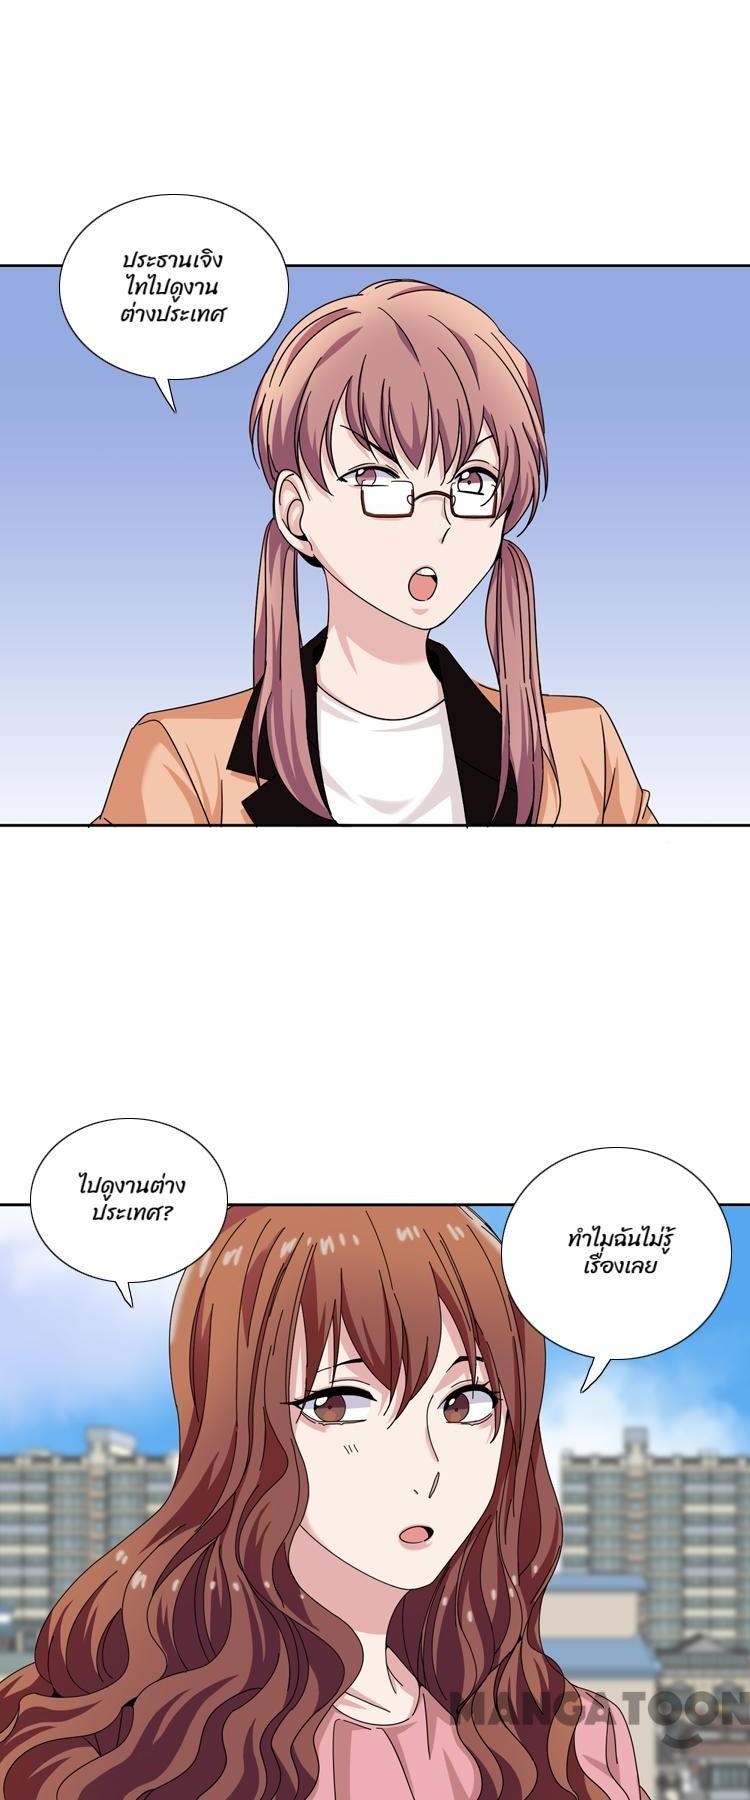 ประธานเจิง
ไทไปดูงาน
ต่างประเทศ
ไปดูงานต่าง
ประเทศ?
ทำไมฉันไม่รู้
เรื่องเลย
MANGATOON